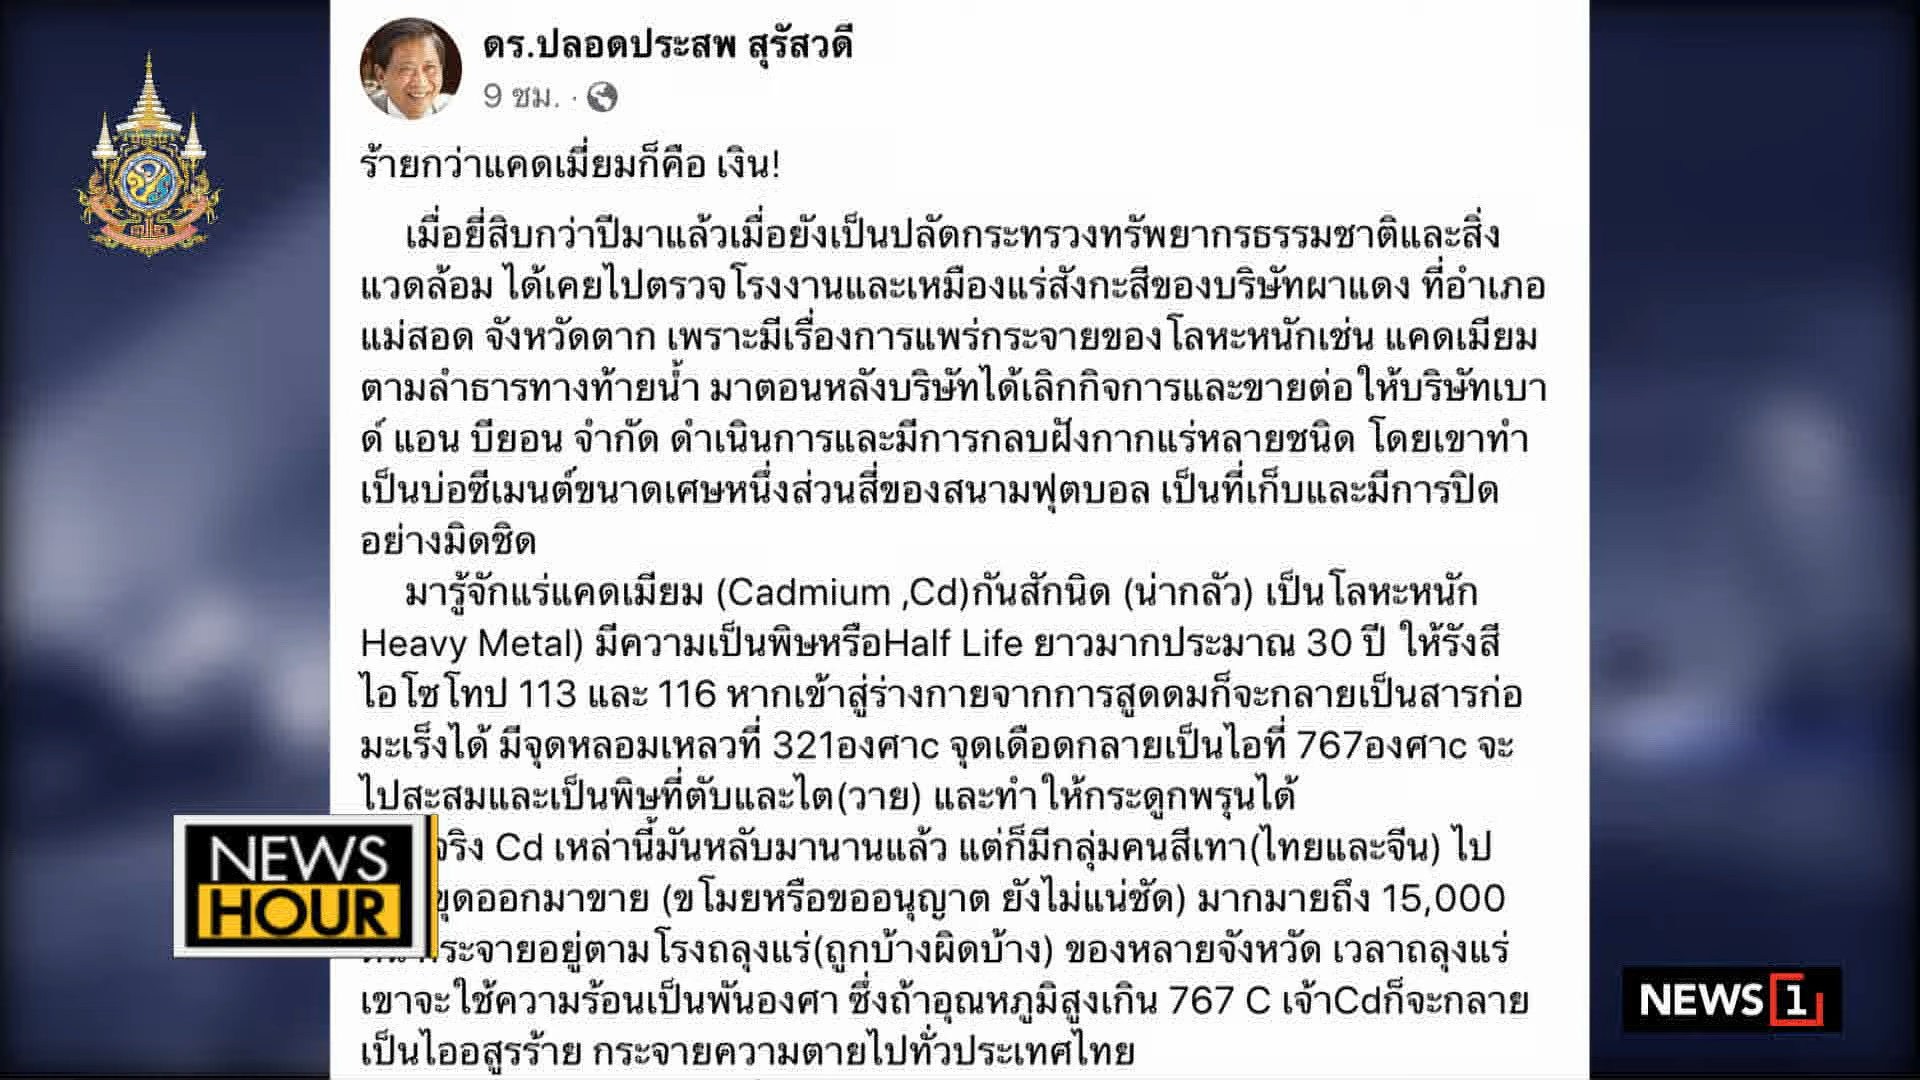 ดร.ปลอดประสพ สุรัสวดี
9 ชม. ·
ร้ายกว่าแคดเมี่ยมก็คือ เงิน!
เมื่อยี่สิบกว่าปีมาแล้วเมื่อยังเป็นปลัดกระทรวงทรัพยากรธรรมชาติและสิ่ง
แวดล้อม ได้เคยไปตรวจโรงงานและเหมืองแร่สังกะสีของบริษัทผาแดง ที่อำเภอ
แม่สอด จังหวัดตาก เพราะมีเรื่องการแพร่กระจายของโลหะหนักเช่น แคดเมียม
ตามลำธารทางท้ายน้ำ มาตอนหลังบริษัทได้เลิกกิจการและขายต่อให้บริษัทเบา
ด์ แอน บียอน จำกัด ดำเนินการและมีการกลบฝังกากแร่หลายชนิด โดยเขาทำ
เป็นบ่อซีเมนต์ขนาดเศษหนึ่งส่วนสี่ของสนามฟุตบอล เป็นที่เก็บและมีการปิด
อย่างมิดชิด
มารู้จักแร่แคดเมียม (Cadmium ,Cd)กันสักนิด (น่ากลัว) เป็นโลหะหนัก
Heavy Metal) มีความเป็นพิษหรือHalf Life ยาวมากประมาณ 30 ปี ให้รังสี
ไอโซโทป 113 และ 116 หากเข้าสู่ร่างกายจากการสูดดมก็จะกลายเป็นสารก่อ
มะเร็งได้ มีจุดหลอมเหลวที่ 321องศาc จุดเดือดกลายเป็นไอที่ 767องศาc จะ
ไปสะสมและเป็นพิษที่ตับและไต(วาย) และทำให้กระดูกพรุนได้
จริง Cd เหล่านี้มันหลับมานานแล้ว แต่ก็มีกลุ่มคนสีเทา(ไทยและจีน) ไป
ขุดออกมาขาย (ขโมยหรือขออนุญาต ยังไม่แน่ชัด) มากมายถึง 15,000
กระจายอยู่ตามโรงถลุงแร่(ถูกบ้างผิดบ้าง) ของหลายจังหวัด เวลาถลุงแร่
เขาจะใช้ความร้อนเป็นพันองศา ซึ่งถ้าอุณหภูมิสูงเกิน 767 C เจ้าCdก็จะกลาย
เป็นไออสูรร้าย กระจายความตายไปทั่วประเทศไทย
NEWS
HOUR
NEWS 1